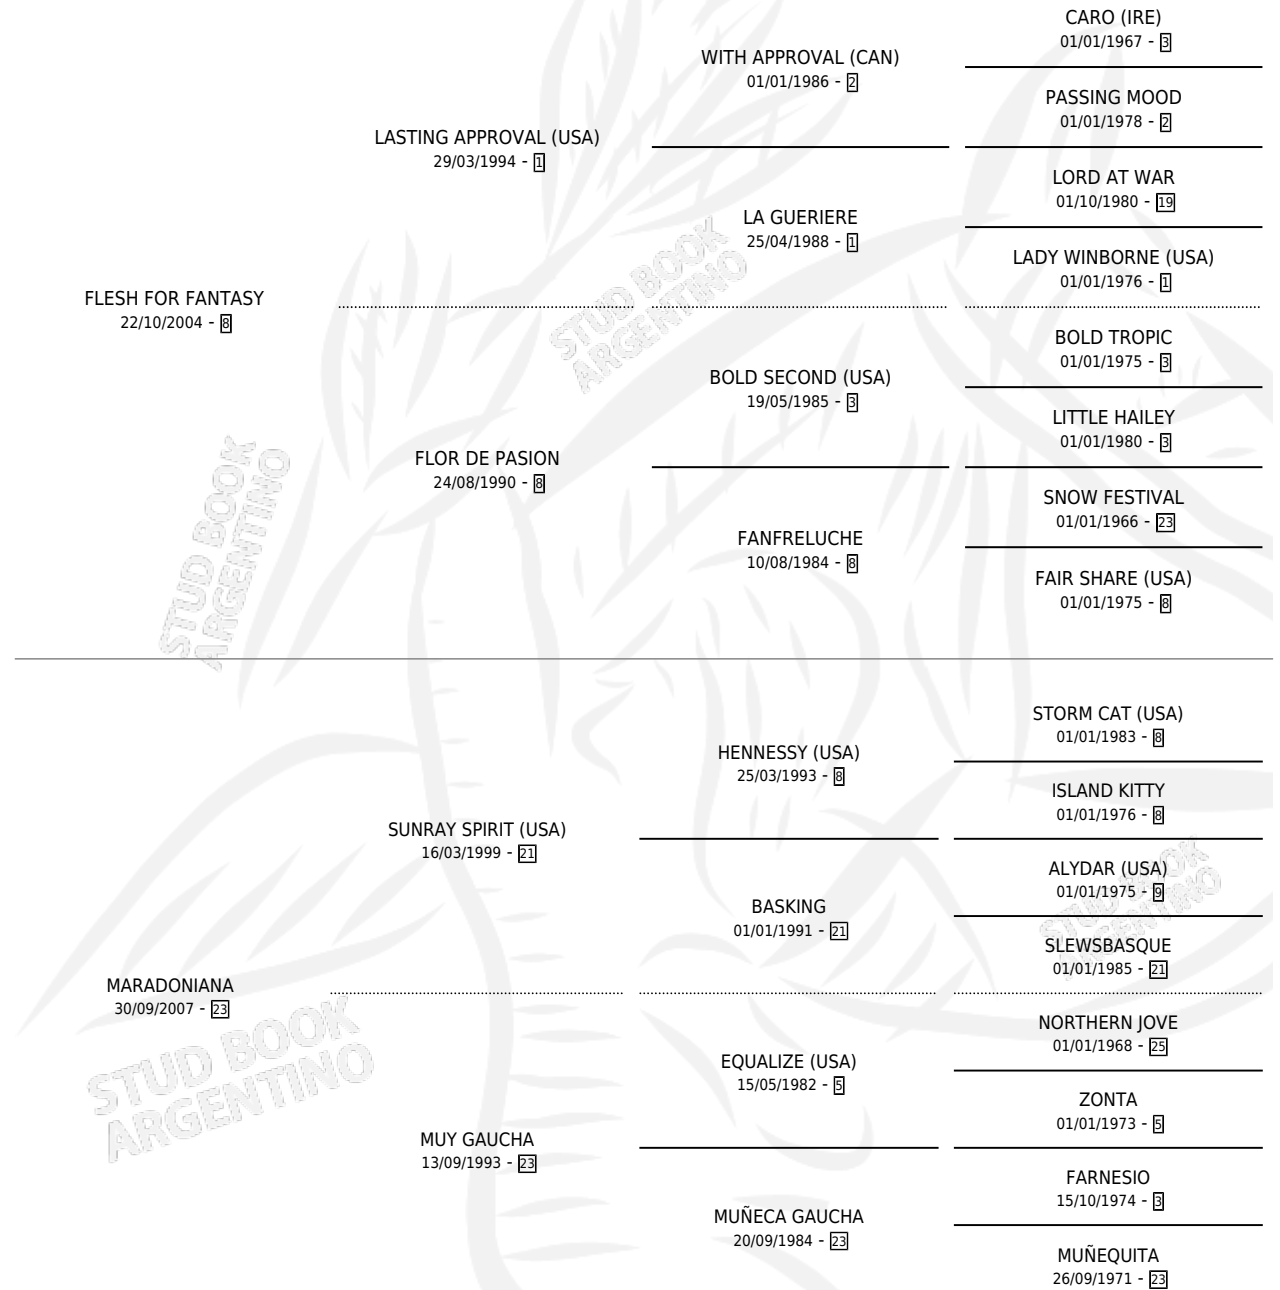 CARO (IRE)
01/01/1967 - 3
WITH APPROVAL (CAN)
01/01/1986 - 2
PASSING MOOD
01/01/1978 - 2
LASTING APPROVAL (USA)
29/03/1994 - 1
LORD AT WAR
01/10/1980 - 19
LA GUERIERE
25/04/1988 - 1
LADY WINBORNE (USA)
01/01/1976 - 1
FLESH FOR FANTASY
22/10/2004 - 8
BOLD TROPIC
01/01/1975 - 3
BOLD SECOND (USA)
19/05/1985 - 3
LITTLE HAILEY
01/01/1980 - 3
FLOR DE PASION
24/08/1990 - 8
SNOW FESTIVAL
01/01/1966 - 23
FANFRELUCHE
10/08/1984 - 8
FAIR SHARE (USA)
01/01/1975 - 8
STUD BOOK
ARGENTINO
STUD BOOK
ARGENTINO
STORM CAT (USA)
01/01/1983 - 8
HENNESSY (USA)
25/03/1993 - 8
ISLAND KITTY
01/01/1976 - 8
SUNRAY SPIRIT (USA)
16/03/1999 - 21
ALYDAR (USA)
01/01/1975 - 9
BASKING
01/01/1991 - 21
SLEWSBASQUE
01/01/1985 - 21
MARADONIANA
30/09/2007 - 23
NORTHERN JOVE
01/01/1968 - 25
EQUALIZE (USA)
15/05/1982 - 5
ZONTA
01/01/1973 - 5
MUY GAUCHA
13/09/1993 - 23
FARNESIO
15/10/1974 - 3
MUÑECA GAUCHA
20/09/1984 - 23
MUÑEQUITA
26/09/1971 - 23
STUD BOOK
ARGENTINO
STUD BOOK
ARGENTINO